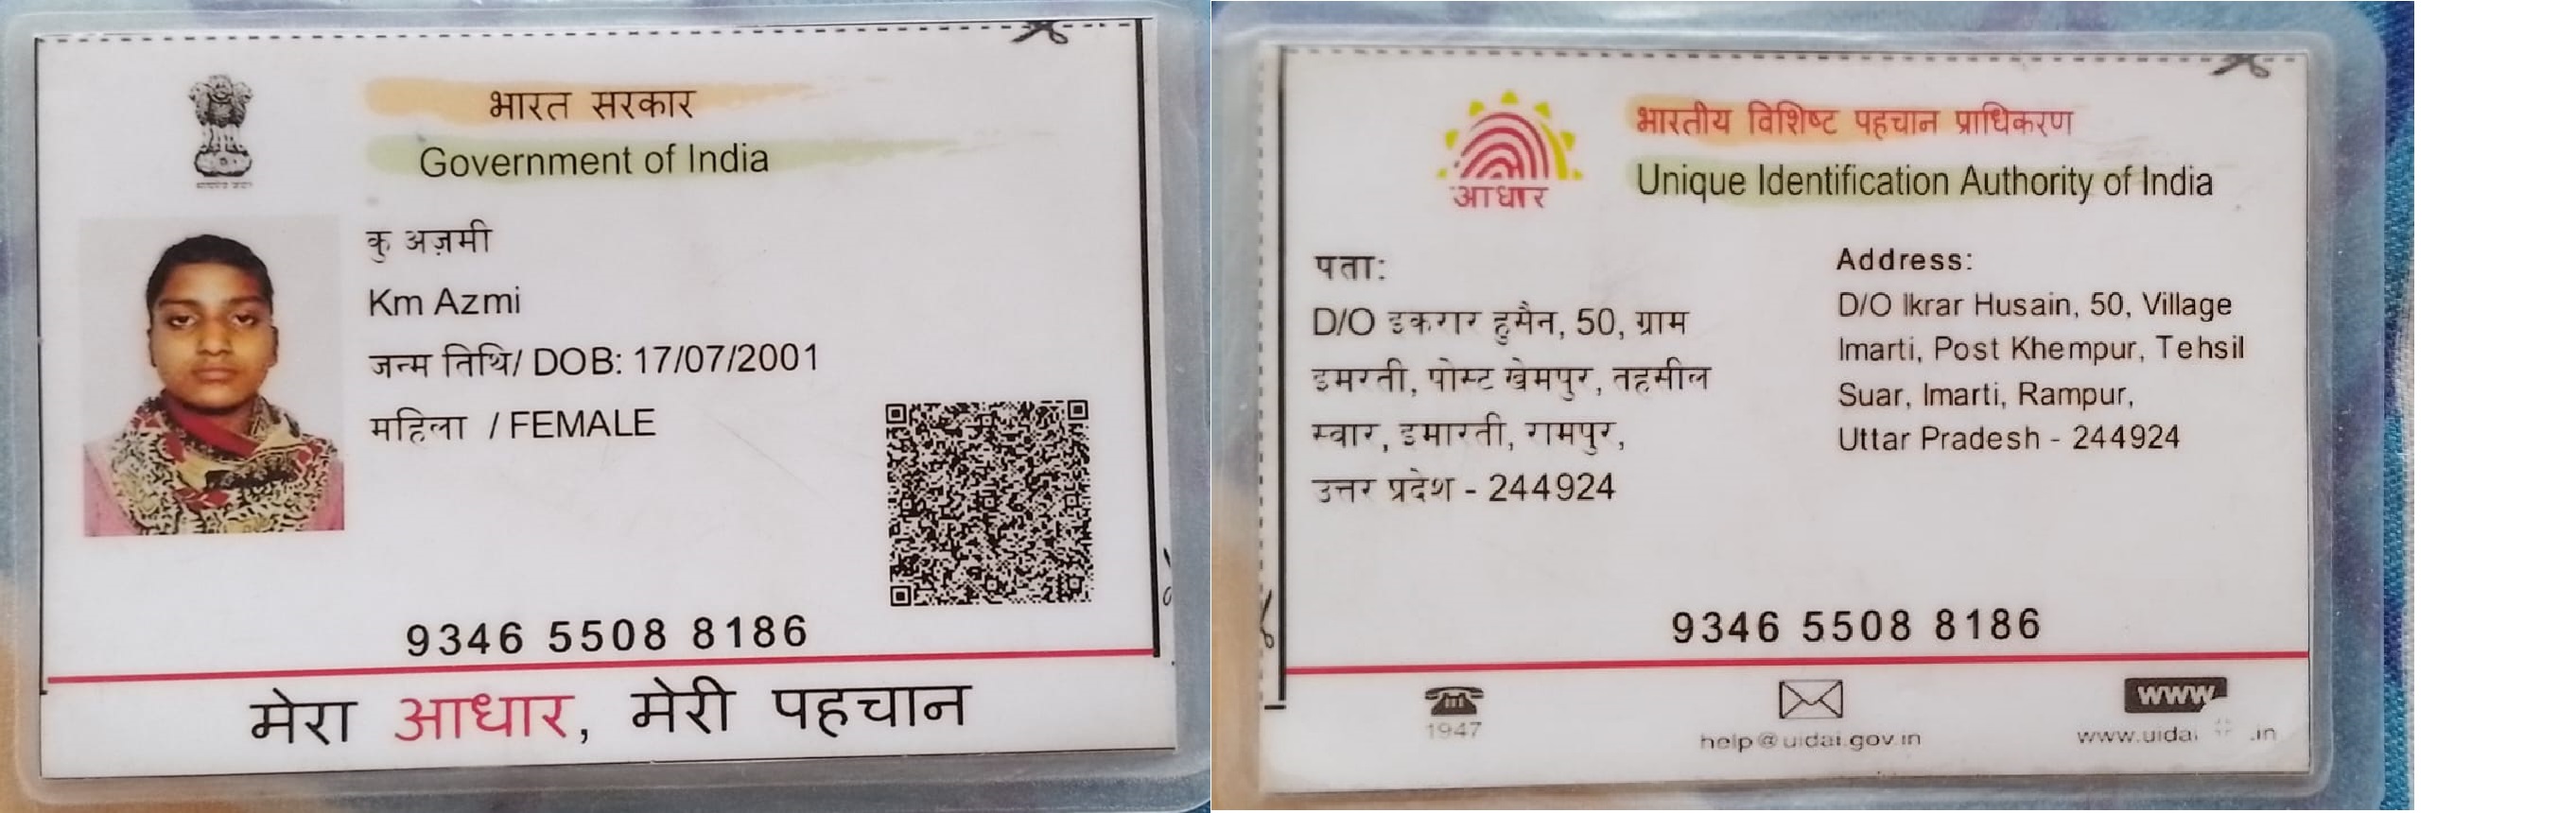 भारत सरकार
Government of India
कु अज़मी
Km Azmi
जन्म तिथि/ DOB: 17/07/2001
महिला / FEMALE
9346 5508 8186
मेरा आधार, मेरी पहचान
भारतीय विशिष्ट पहचान प्राधिकरण
Unique Identification Authority of India
आधार
पता:
D/O इकरार हुसैन, 50, ग्राम
इमरती, पोस्ट खेमपुर, तहसील
स्वार, इमारती, रामपुर,
उत्तर प्रदेश - 244924
Address:
D/O Ikrar Husain, 50, Village
Imarti, Post Khempur, Tehsil
Suar, Imarti, Rampur,
Uttar Pradesh - 244924
9346 5508 8186
1947
help@uidai.gov.in
www